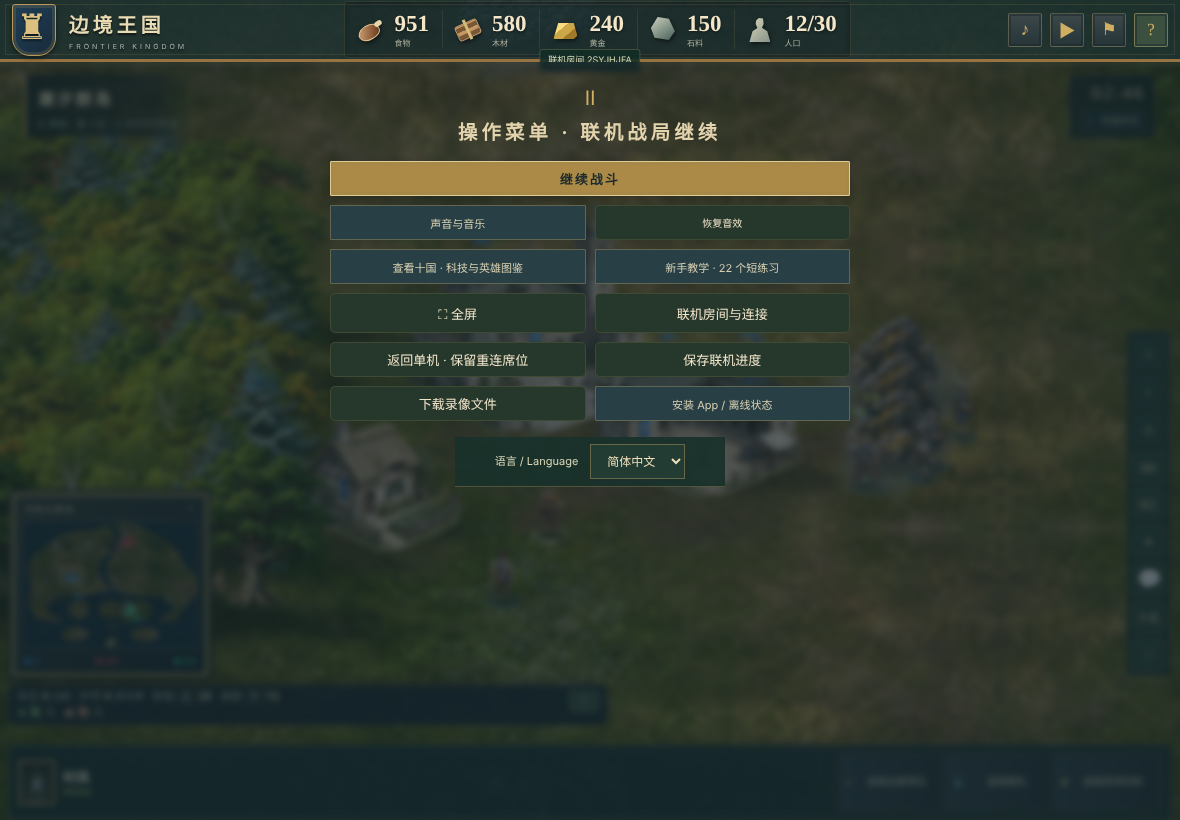 边境王国
FRONTIER KINGDOM
951
食物
580
木材
240
黄金
150
石料
12/30
人口
♪ ▶ ⚑ ?
联机房间 2SYJHJFA
操作菜单 · 联机战局继续
继续战斗
声音与音乐
恢复音效
查看十国 · 科技与英雄图鉴
新手教学 · 22 个短练习
全屏
联机房间与连接
返回单机 · 保留重连席位
保存联机进度
下载录像文件
安装 App / 离线状态
语言 / Language 简体中文